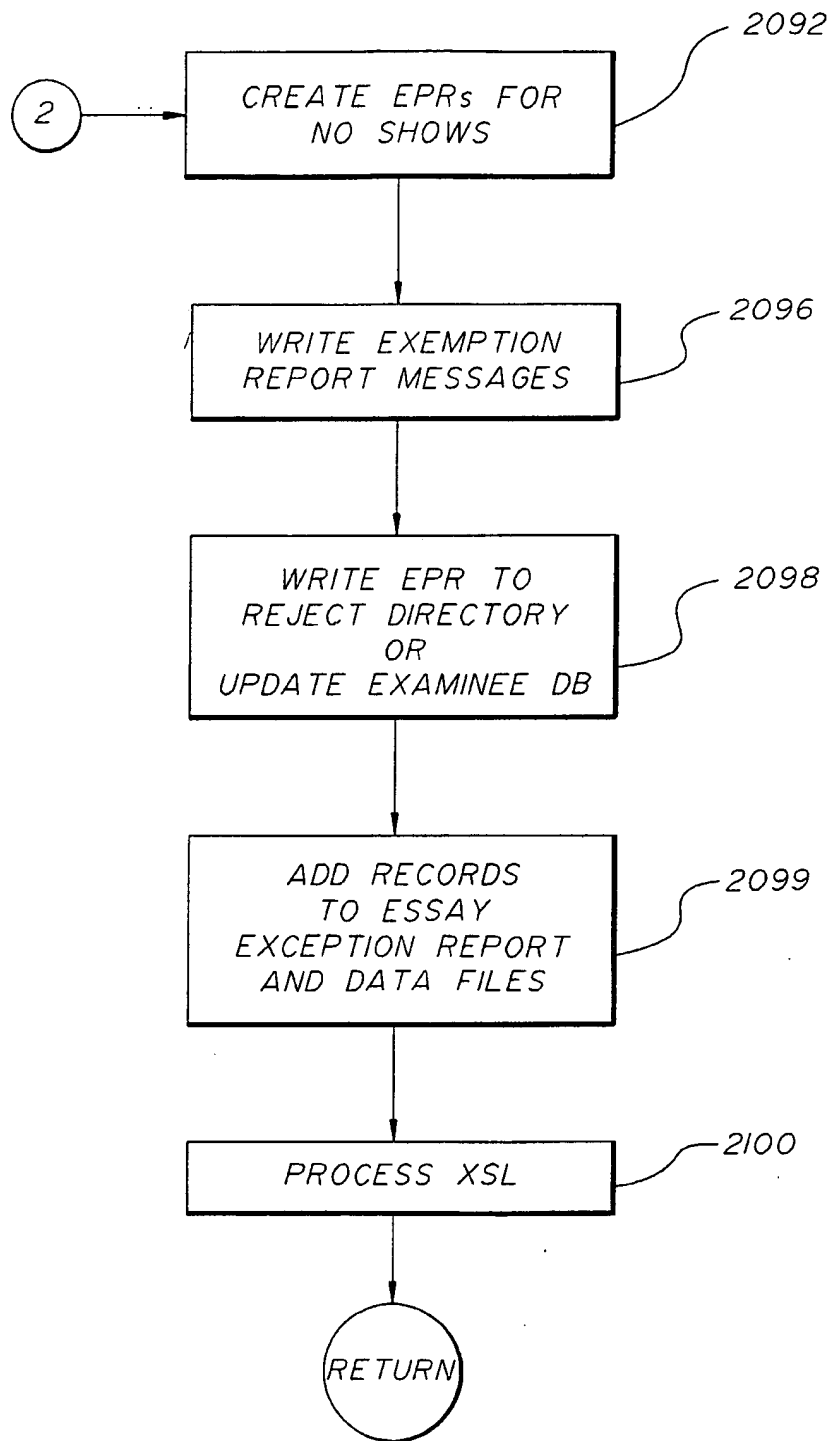 2092
2
CREATE EPRs FOR
NO SHOWS
2096
WRITE EXEMPTION
REPORT MESSAGES
2098
WRITE EPR TO
REJECT DIRECTORY
OR
UPDATE EXAMINEE DB
2099
ADD RECORDS
TO ESSAY
EXCEPTION REPORT
AND DATA FILES
2100
PROCESS XSL
RETURN